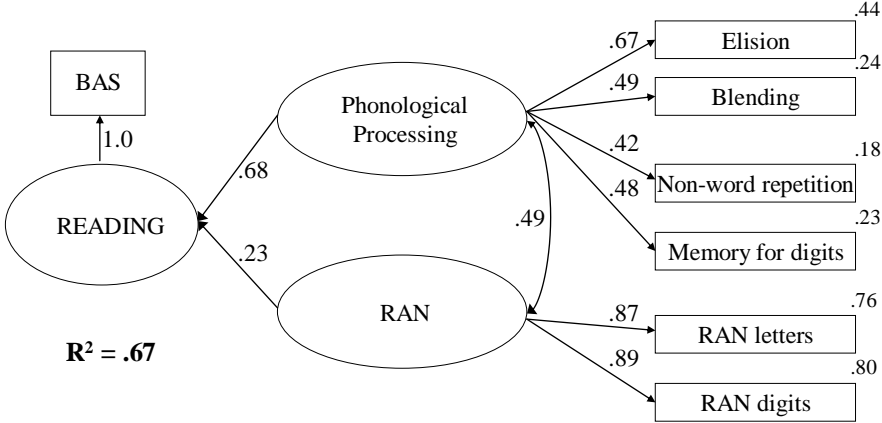 .44
.67
Elision
BAS
.24
.49
Blending
Phonological
Processing
1.0
.42
.18
.68
.48
Non-word repetition
READING
.49
.23
.23
Memory for digits
RAN
.76
.87
RAN letters
R² = .67
.89
.80
RAN digits